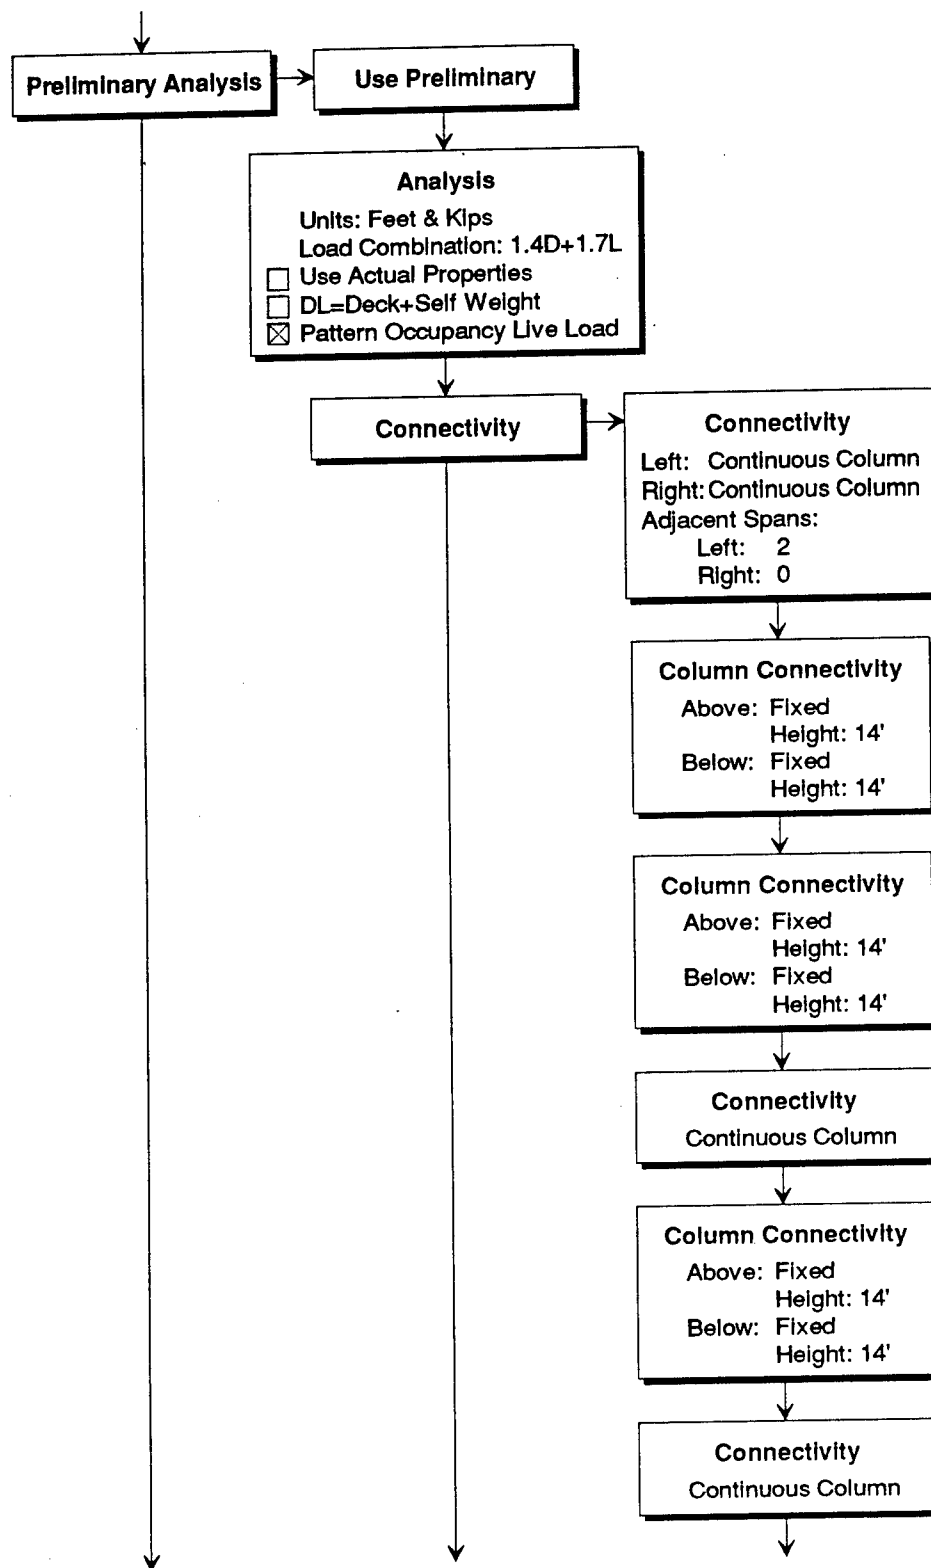 Preliminary Analysis
Use Preliminary
Analysis
Units: Feet & Kips
Load Combination: 1.4D+1.7L
Use Actual Properties
DL=Deck+Self Weight
Pattern Occupancy Live Load
Connectivity
Connectivity
Left: Continuous Column
Right: Continuous Column
Adjacent Spans:
Left: 2
Right: 0
Column Connectivity
Above: Fixed
Height: 14'
Below: Fixed
Height: 14'
Column Connectivity
Above: Fixed
Height: 14'
Below: Fixed
Height: 14'
Connectivity
Continuous Column
Column Connectivity
Above: Fixed
Height: 14'
Below: Fixed
Height: 14'
Connectivity
Continuous Column